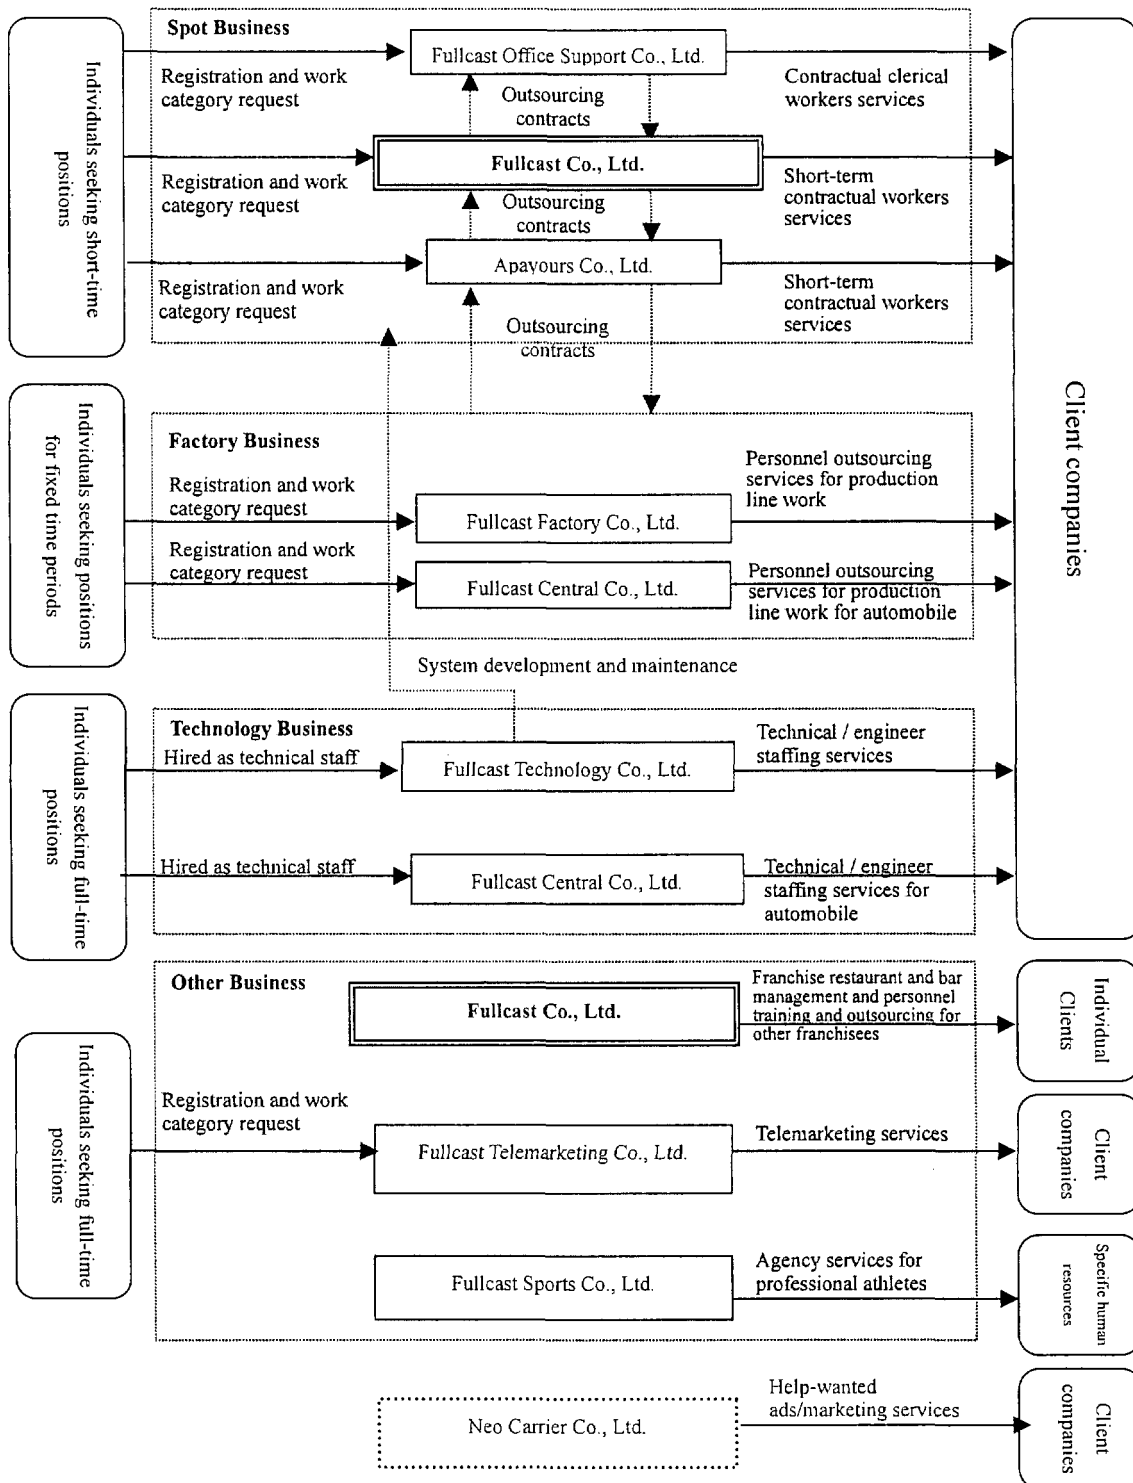 Spot Business
Individuals seeking short-time
positions
Fullcast Office Support Co., Ltd.
Registration and work
category request
Contractual clerical
workers services
Outsourcing
contracts
Fullcast Co., Ltd.
Registration and work
category request
Short-term
contractual workers
services
Outsourcing
contracts
Apayours Co., Ltd.
Registration and work
category request
Short-term
contractual workers
services
Outsourcing
contracts
Client companies
Individuals seeking positions
for fixed time periods
Factory Business
Registration and work
category request
Fullcast Factory Co., Ltd.
Personnel outsourcing
services for production
line work
Registration and work
category request
Fullcast Central Co., Ltd.
Personnel outsourcing
services for production
line work for automobile
System development and maintenance
Individuals seeking full-time
positions
Technology Business
Hired as technical staff
Fullcast Technology Co., Ltd.
Technical / engineer
staffing services
Hired as technical staff
Fullcast Central Co., Ltd.
Technical / engineer
staffing services for
automobile
Other Business
Fullcast Co., Ltd.
Franchise restaurant and bar
management and personnel
training and outsourcing for
other franchisees
Individual
Clients
Individuals seeking full-time
positions
Registration and work
category request
Fullcast Telemarketing Co., Ltd.
Telemarketing services
Client
companies
Fullcast Sports Co., Ltd.
Agency services for
professional athletes
Specific human
resources
Neo Carrier Co., Ltd.
Help-wanted
ads/marketing services
Client
companies